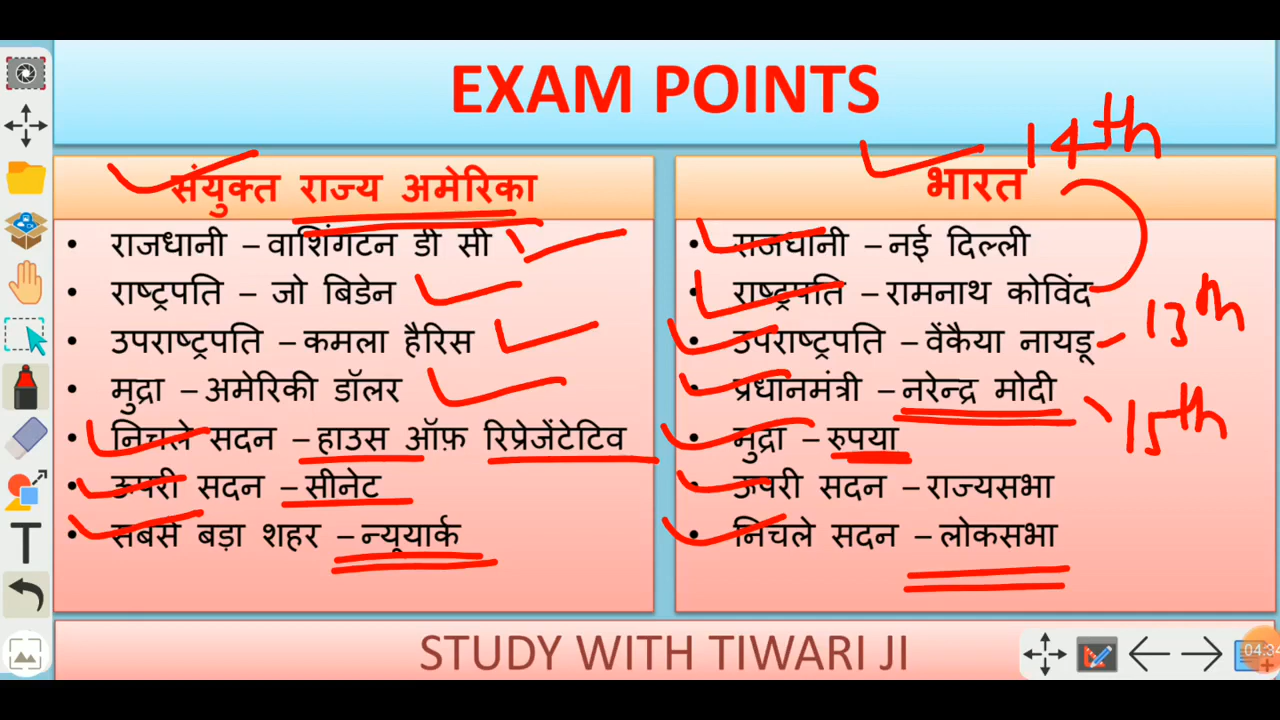 EXAM POINTS
संयुक्त राज्य अमेरिका
• राजधानी – वाशिंगटन डी सी
• राष्ट्रपति – जो बिडेन
• उपराष्ट्रपति – कमला हैरिस
• मुद्रा – अमेरिकी डॉलर
• निचले सदन – हाउस ऑफ़ रिप्रेजेंटेटिव
• ऊपरी सदन – सीनेट
• सबसे बड़ा शहर – न्यूयार्क
भारत 14th
• राजधानी – नई दिल्ली
• राष्ट्रपति – रामनाथ कोविंद
• उपराष्ट्रपति – वेंकैया नायडू 13th
• प्रधानमंत्री – नरेन्द्र मोदी 15th
• मुद्रा – रुपया
• ऊपरी सदन – राज्यसभा
• निचले सदन – लोकसभा
STUDY WITH TIWARI JI
04:34